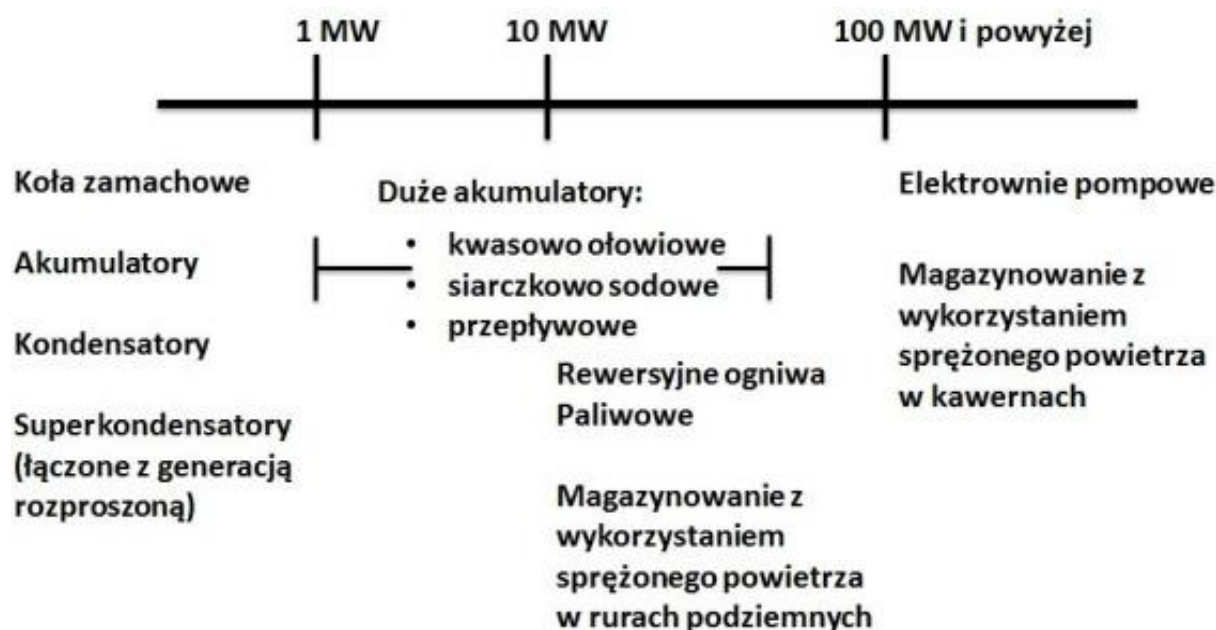 1 MW
10 MW
100 MW i powyżej
Koła zamachowe
Akumulatory
Kondensatory
Superkondensatory
(łączone z generacją
rozproszoną)
Duże akumulatory:
• kwasowo ołowiowe
• siarczkowo sodowe
• przepływowe
Rewersyjne ogniwa
Paliwowe
Magazynowanie z
wykorzystaniem
sprężonego powietrza
w rurach podziemnych
Elektrownie pompowe
Magazynowanie z
wykorzystaniem
sprężonego powietrza
w kawernach